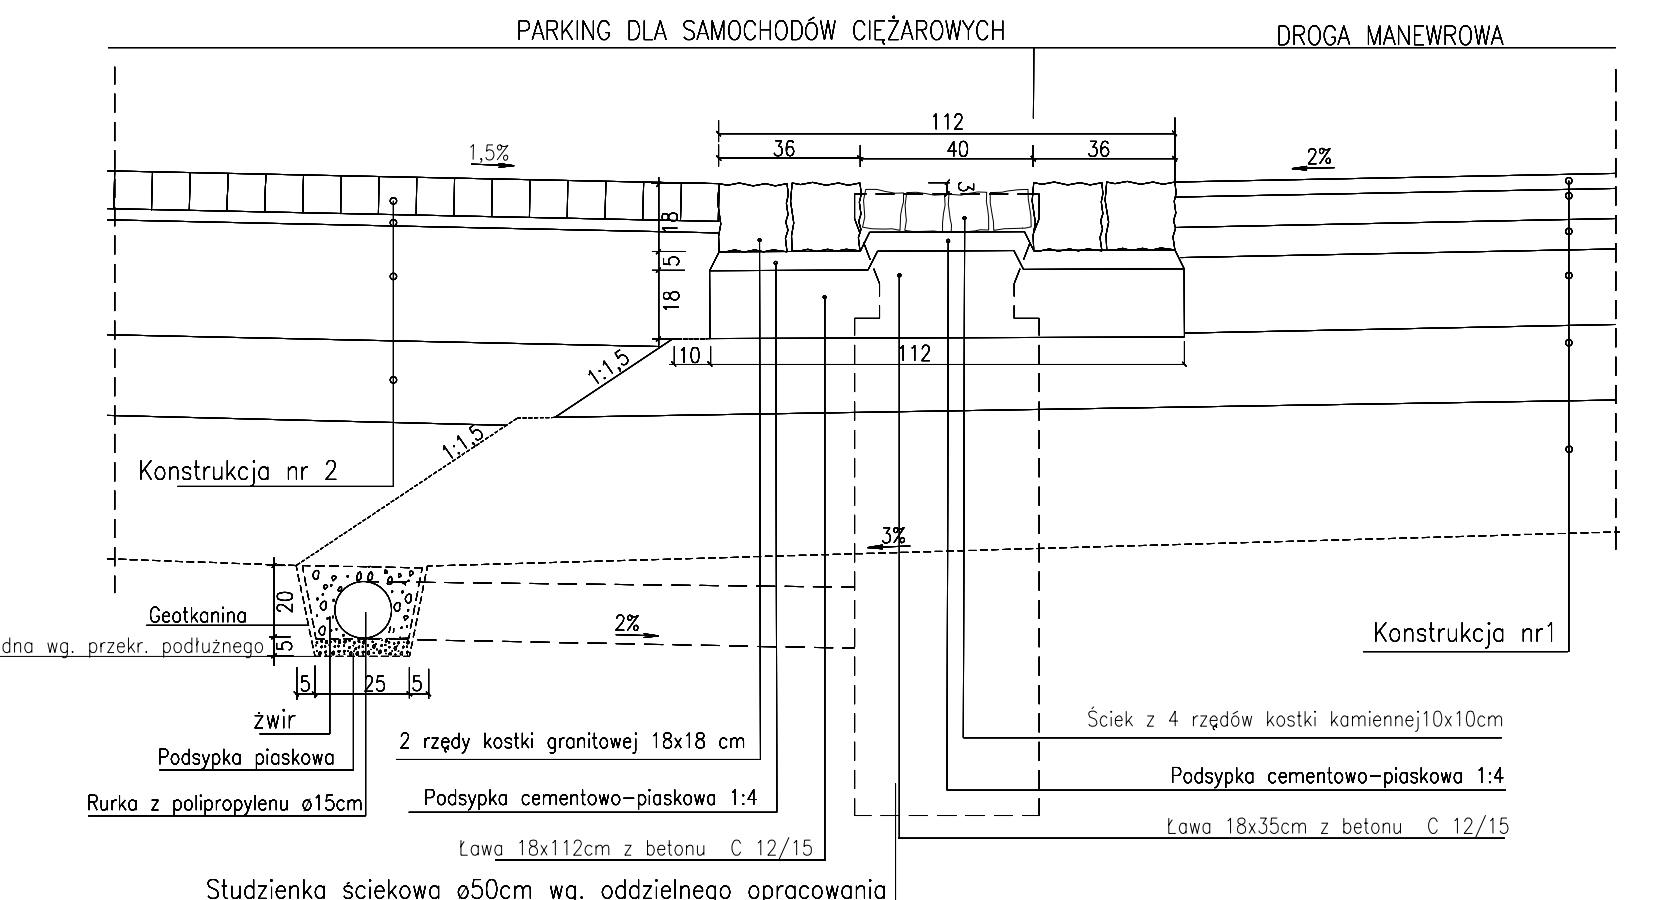 PARKING DLA SAMOCHODÓW CIĘŻAROWYCH
DROGA MANEWROWA
112
36
40
36
1,5%
2%
3
18
5
18
10
112
1:1,5
1:1,5
Konstrukcja nr 2
3%
20
Geotkanina
dna wg. przekr. podłużnego
5
2%
Konstrukcja nr1
5
25
5
żwir
Ściek z 4 rzędów kostki kamiennej10x10cm
2 rzędy kostki granitowej 18x18 cm
Podsypka piaskowa
Podsypka cementowo-piaskowa 1:4
Rurka z polipropylenu ø15cm
Podsypka cementowo-piaskowa 1:4
Ława 18x35cm z betonu C 12/15
Ława 18x112cm z betonu C 12/15
Studzienka ściekowa ø50cm wg. oddzielnego opracowania